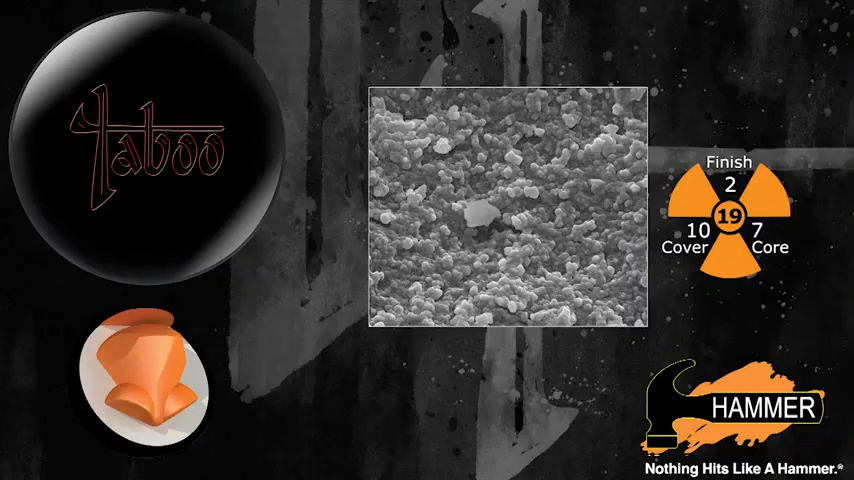 Taboo
Finish
2
19
10 7
Cover Core
HAMMER
Nothing Hits Like A Hammer.®